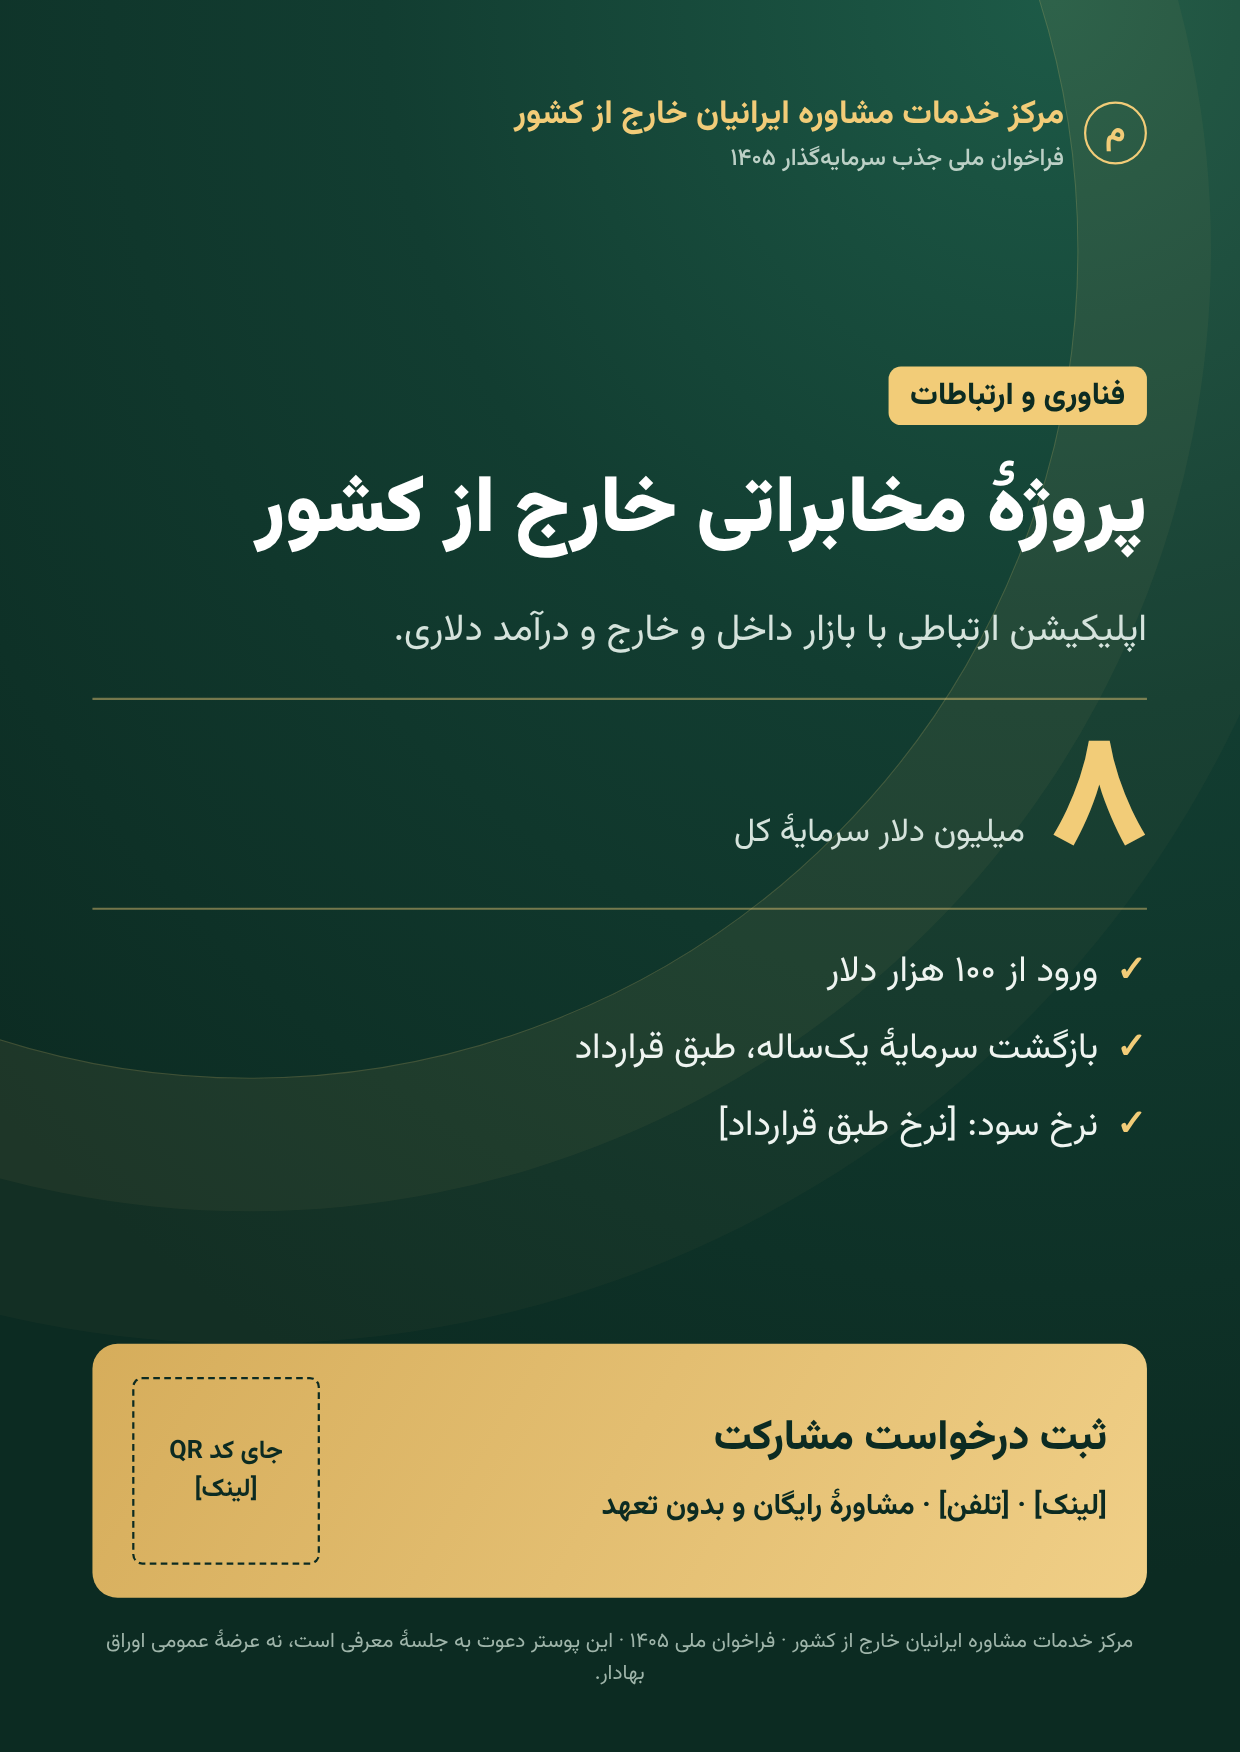 م
مرکز خدمات مشاوره ایرانیان خارج از کشور
فراخوان ملی جذب سرمایه‌گذار ۱۴۰۵
فناوری و ارتباطات
پروژهٔ مخابراتی خارج از کشور
اپلیکیشن ارتباطی با بازار داخل و خارج و درآمد دلاری.
۸ میلیون دلار سرمایهٔ کل
✓ ورود از ۱۰۰ هزار دلار
✓ بازگشت سرمایهٔ یک‌ساله، طبق قرارداد
✓ نرخ سود: [نرخ طبق قرارداد]
ثبت درخواست مشارکت
[لینک] · [تلفن] · مشاورهٔ رایگان و بدون تعهد
جای کد QR
[لینک]
مرکز خدمات مشاوره ایرانیان خارج از کشور · فراخوان ملی ۱۴۰۵ · این پوستر دعوت به جلسهٔ معرفی است، نه عرضهٔ عمومی اوراق
بهادار.